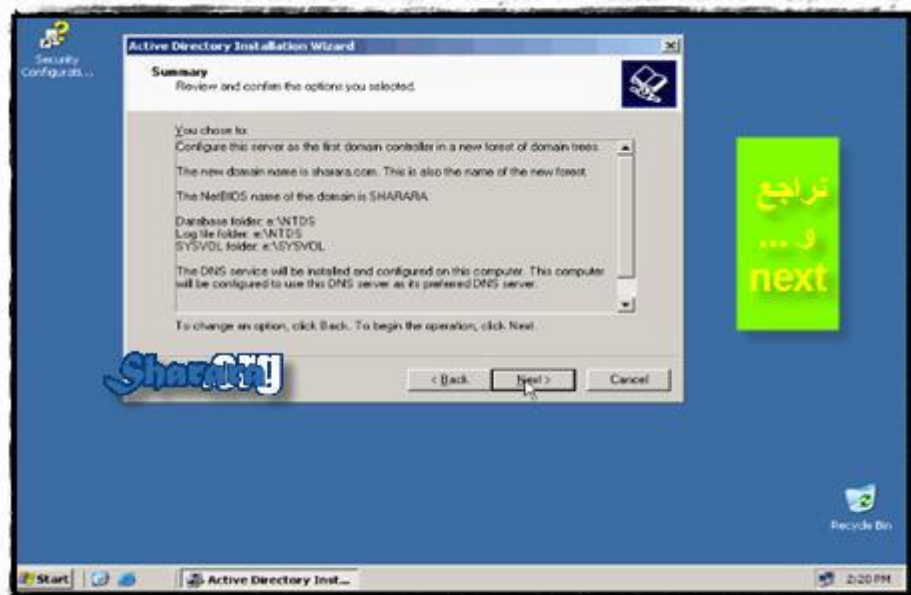 Security
Configurati...
Active Directory Installation Wizard
Summary
Review and confirm the options you selected.
You chose to:
Configure this server as the first domain controller in a new forest of domain trees.
The new domain name is sharara.com. This is also the name of the new forest.
The NetBIOS name of the domain is SHARARA
Database folder: e:\NTDS
Log file folder: e:\NTDS
SYSVOL folder: e:\SYSVOL
The DNS service will be installed and configured on this computer. This computer
will be configured to use this DNS server as its preferred DNS server.
To change an option, click Back. To begin the operation, click Next.
< Back
Next >
Cancel
تراجع
و ...
next
Recycle Bin
Start
Active Directory Inst...
2:20 PM